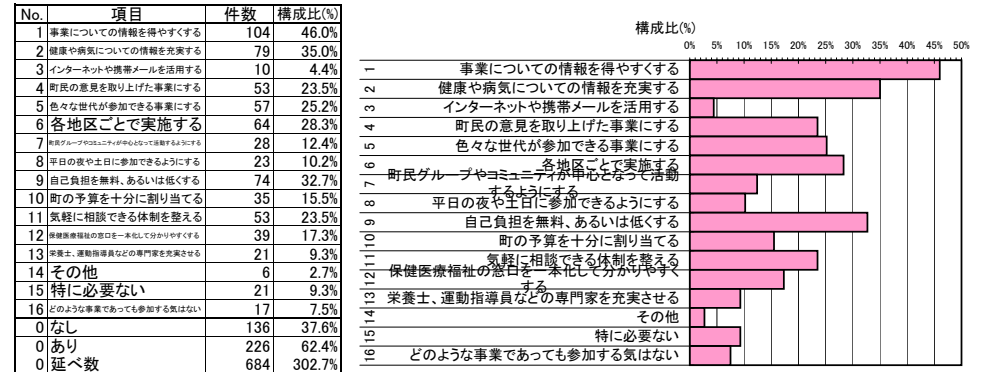 No. 項目 件数 構成比(%)
1 事業についての情報を得やすくする 104 46.0%
2 健康や病気についての情報を充実する 79 35.0%
3 インターネットや携帯メールを活用する 10 4.4%
4 町民の意見を取り上げた事業にする 53 23.5%
5 色々な世代が参加できる事業にする 57 25.2%
6 各地区ごとで実施する 64 28.3%
7 町民グループやコミュニティが中心となって活動するようにする 28 12.4%
8 平日の夜や土日に参加できるようにする 23 10.2%
9 自己負担を無料、あるいは低くする 74 32.7%
10 町の予算を十分に割り当てる 35 15.5%
11 気軽に相談できる体制を整える 53 23.5%
12 保健医療福祉の窓口を一本化して分かりやすくする 39 17.3%
13 栄養士、運動指導員などの専門家を充実させる 21 9.3%
14 その他 6 2.7%
15 特に必要ない 21 9.3%
16 どのような事業であっても参加する気はない 17 7.5%
0 なし 136 37.6%
0 あり 226 62.4%
0 延べ数 684 302.7%
構成比(%)
0% 5% 10% 15% 20% 25% 30% 35% 40% 45% 50%
1 事業についての情報を得やすくする
2 健康や病気についての情報を充実する
3 インターネットや携帯メールを活用する
4 町民の意見を取り上げた事業にする
5 色々な世代が参加できる事業にする
6 各地区ごとで実施する
7 町民グループやコミュニティが中心となって活動
するようにする
8 平日の夜や土日に参加できるようにする
9 自己負担を無料、あるいは低くする
10 町の予算を十分に割り当てる
11 気軽に相談できる体制を整える
12 保健医療福祉の窓口を一本化して分かりやすく
する
13 栄養士、運動指導員などの専門家を充実させる
14 その他
15 特に必要ない
16 どのような事業であっても参加する気はない